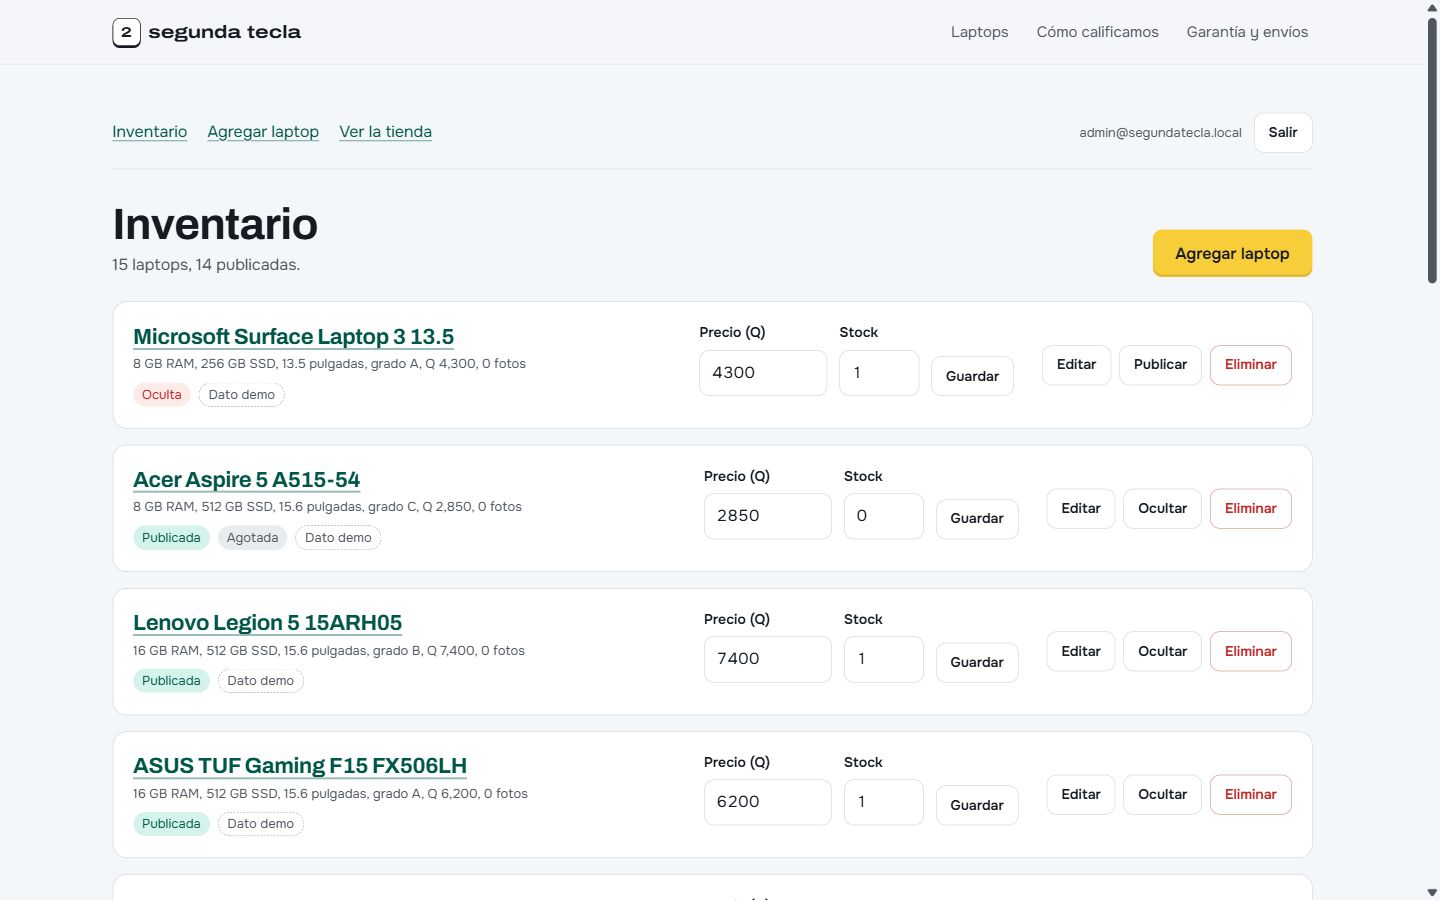 2 segunda tecla
Laptops Cómo calificamos Garantía y envíos
Inventario Agregar laptop Ver la tienda
admin@segundatecla.local Salir
Inventario
15 laptops, 14 publicadas.
Agregar laptop
Microsoft Surface Laptop 3 13.5
8 GB RAM, 256 GB SSD, 13.5 pulgadas, grado A, Q 4,300, 0 fotos
Oculta Dato demo
Precio (Q) Stock
4300 1 Guardar
Editar Publicar Eliminar
Acer Aspire 5 A515-54
8 GB RAM, 512 GB SSD, 15.6 pulgadas, grado C, Q 2,850, 0 fotos
Publicada Agotada Dato demo
Precio (Q) Stock
2850 0 Guardar
Editar Ocultar Eliminar
Lenovo Legion 5 15ARH05
16 GB RAM, 512 GB SSD, 15.6 pulgadas, grado B, Q 7,400, 0 fotos
Publicada Dato demo
Precio (Q) Stock
7400 1 Guardar
Editar Ocultar Eliminar
ASUS TUF Gaming F15 FX506LH
16 GB RAM, 512 GB SSD, 15.6 pulgadas, grado A, Q 6,200, 0 fotos
Publicada Dato demo
Precio (Q) Stock
6200 1 Guardar
Editar Ocultar Eliminar